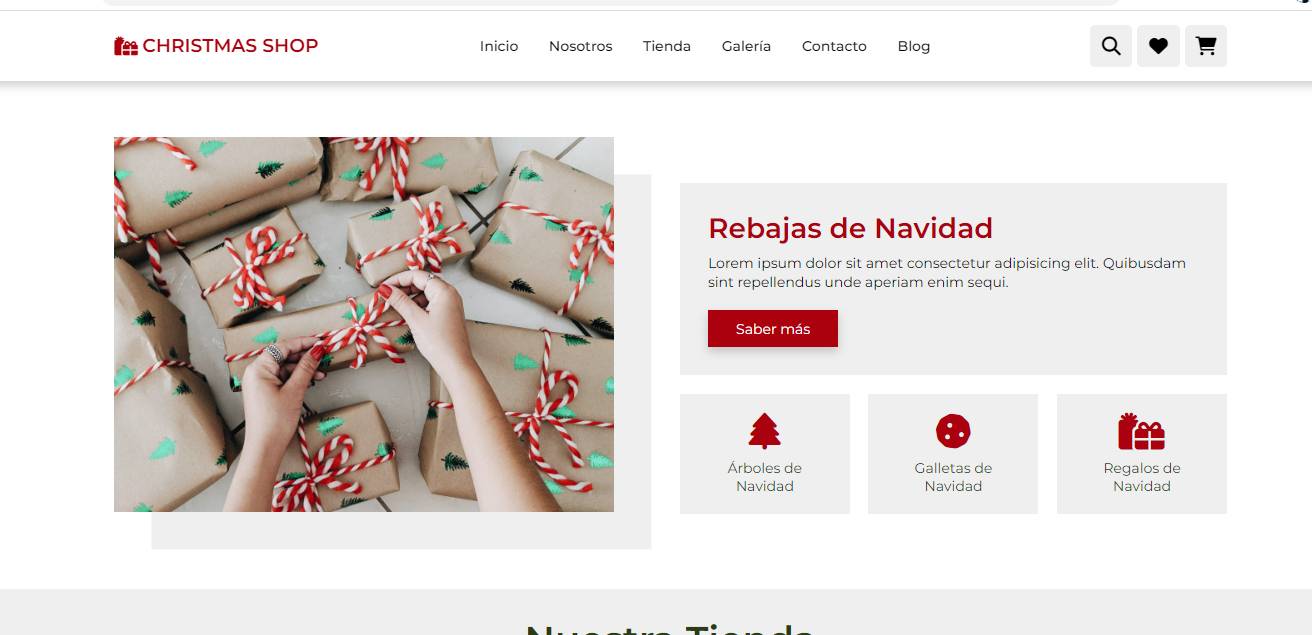 CHRISTMAS SHOP
Inicio Nosotros Tienda Galería Contacto Blog
Rebajas de Navidad
Lorem ipsum dolor sit amet consectetur adipisicing elit. Quibusdam
sint repellendus unde aperiam enim sequi.
Saber más
Árboles de
Navidad
Galletas de
Navidad
Regalos de
Navidad
Nuestra Tienda